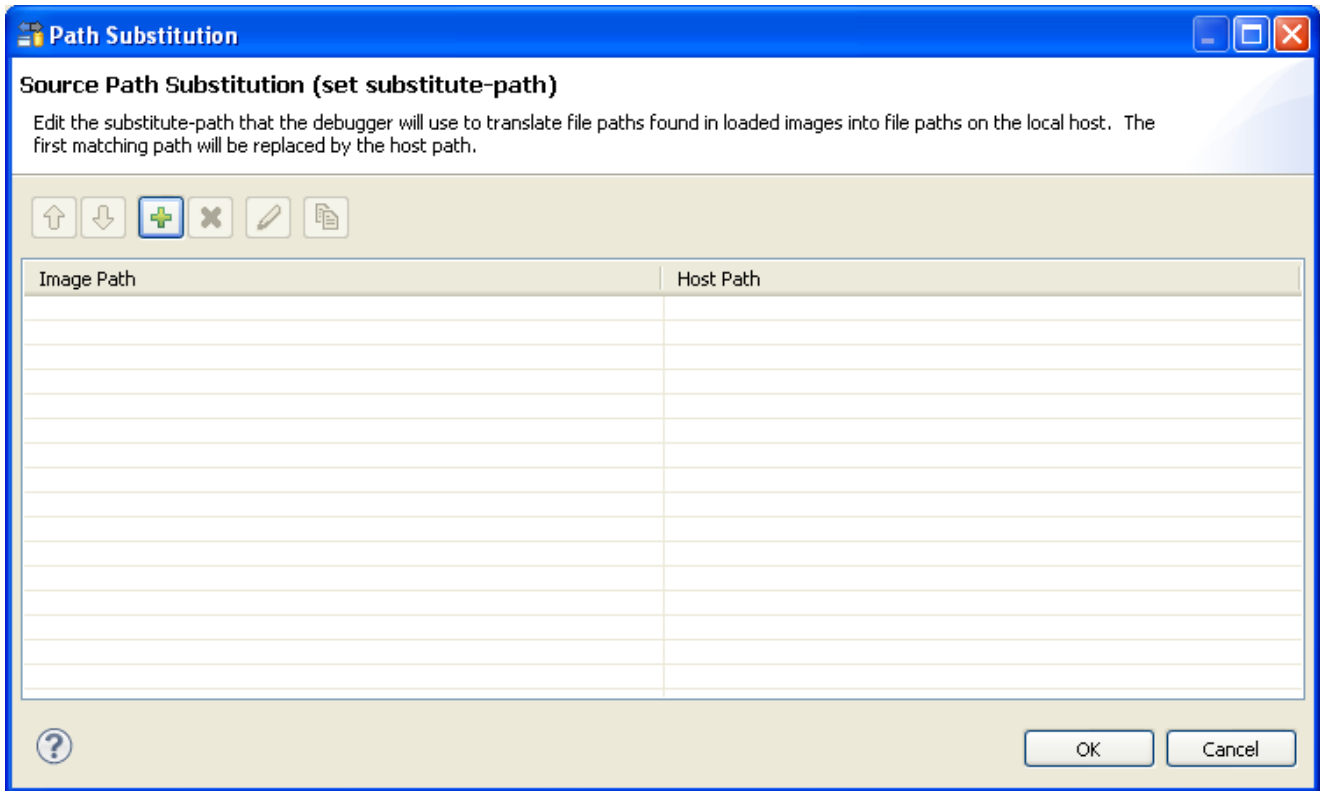 Path Substitution
Source Path Substitution (set substitute-path)
Edit the substitute-path that the debugger will use to translate file paths found in loaded images into file paths on the local host.  The
first matching path will be replaced by the host path.
Image Path
Host Path
OK
Cancel